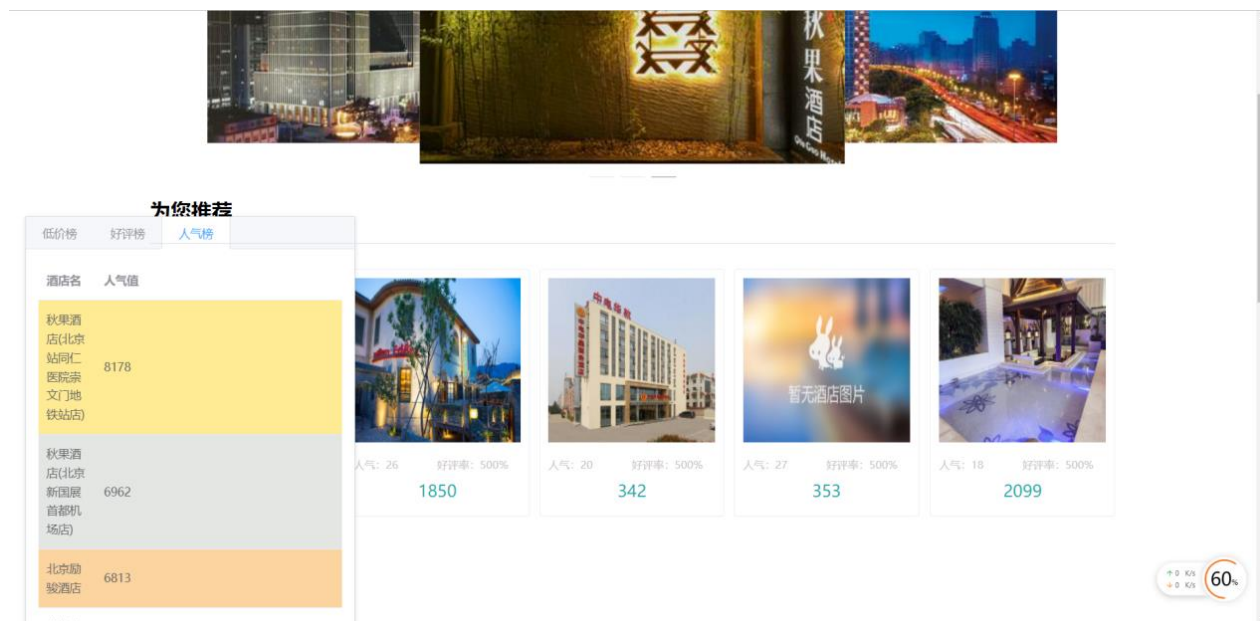 秋
果
酒
店
Qiu Guo Hotel
为您推荐
低价榜 好评榜 人气榜
酒店名 人气值
秋果酒
店(北京
站同仁
医院崇
文门地
铁站店)
8178
秋果酒
店(北京
新国展
首都机
场店)
6962
北京励
骏酒店
6813
暂无酒店图片
人气：26 好评率：500%
1850
人气：20 好评率：500%
342
人气：27 好评率：500%
353
人气：18 好评率：500%
2099
↑ 0 K/s
↓ 0 K/s
60%